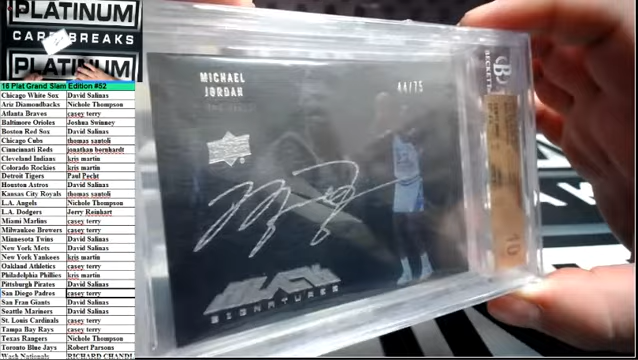 PLATINUM
CARD BREAKS
PLATINUM
16 Plat Grand Slam Edition #52
Chicago White Sox David Salinas
Ariz Diamondbacks Nichole Thompson
Atlanta Braves casey terry
Baltimore Orioles Joshua Swinney
Boston Red Sox David Salinas
Chicago Cubs thomas santoli
Cincinnati Reds jonathan bernhardt
Cleveland Indians kris martin
Colorado Rockies kris martin
Detroit Tigers Paul Pecht
Houston Astros David Salinas
Kansas City Royals thomas santoli
L.A. Angels Nichole Thompson
L.A. Dodgers Jerry Reinhart
Miami Marlins casey terry
Milwaukee Brewers casey terry
Minnesota Twins David Salinas
New York Mets David Salinas
New York Yankees kris martin
Oakland Athletics casey terry
Philadelphia Phillies kris martin
Pittsburgh Pirates David Salinas
San Diego Padres casey terry
San Fran Giants David Salinas
Seattle Mariners David Salinas
St. Louis Cardinals casey terry
Tampa Bay Rays casey terry
Texas Rangers Nichole Thompson
Toronto Blue Jays Robert Parsons
Wash Nationals RICHARD CHANDL
MICHAEL
JORDAN
44/75
BLACK
SIGNATURES
BECKETT
10